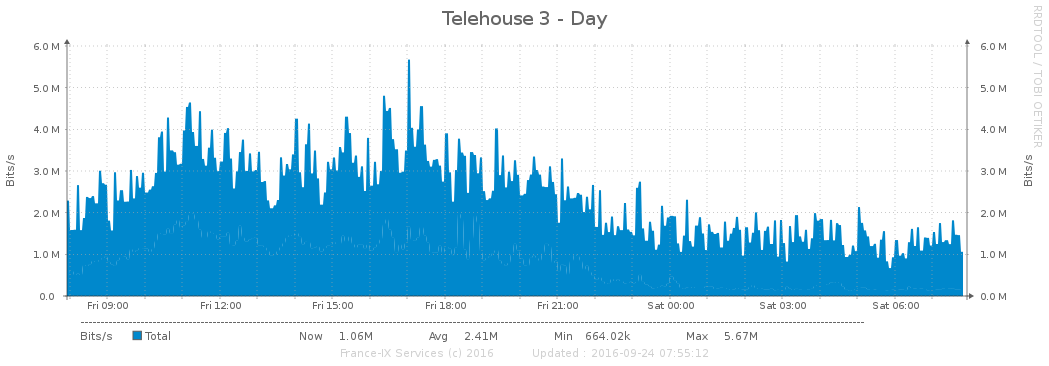 Telehouse 3 - Day
RRDTOOL / TOBI OETIKER
6.0 M 6.0 M
5.0 M 5.0 M
4.0 M 4.0 M
3.0 M 3.0 M
2.0 M 2.0 M
1.0 M 1.0 M
0.0 0.0 M
Bits/s
Bits/s
Fri 09:00 Fri 12:00 Fri 15:00 Fri 18:00 Fri 21:00 Sat 00:00 Sat 03:00 Sat 06:00
Bits/s Total Now 1.06M Avg 2.41M Min 664.02k Max 5.67M
France-IX Services (c) 2016 Updated : 2016-09-24 07:55:12